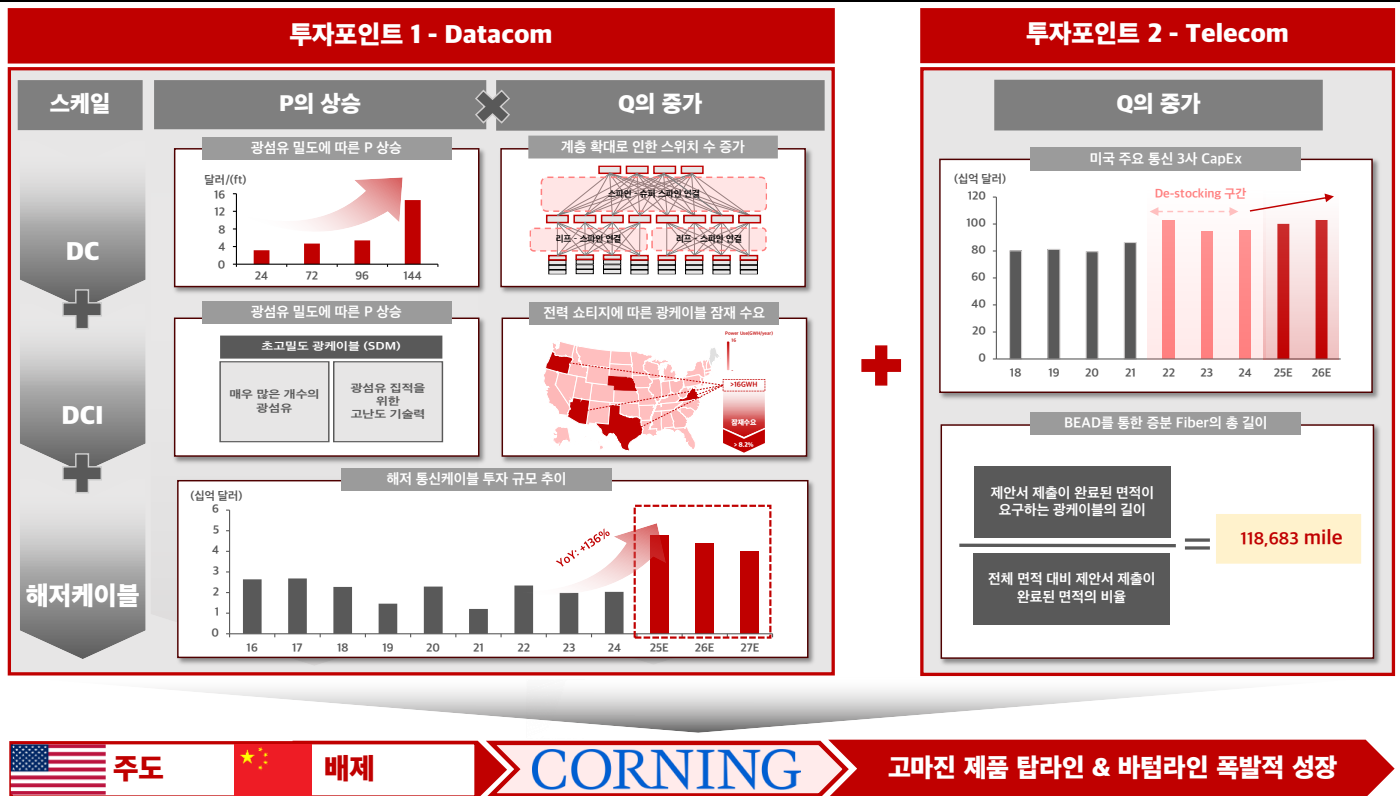 투자포인트 1 - Datacom
스케일
P의 상승
Q의 증가
DC
DCI
해저케이블
광섬유 밀도에 따른 P 상승
달러/(ft)
16
12
8
4
0
24 72 96 144
계층 확대로 인한 스위치 수 증가
스파인 - 슈퍼 스파인 연결
리프 - 스파인 연결
리프 - 스파인 연결
광섬유 밀도에 따른 P 상승
초고밀도 광케이블 (SDM)
매우 많은 개수의
광섬유
광섬유 집적을
위한
고난도 기술력
전력 쇼티지에 따른 광케이블 잠재 수요
Power Use(GWH/year)
>16GWH
잠재수요
> 8.2%
해저 통신케이블 투자 규모 추이
(십억 달러)
6
5
4
3
2
1
0
YoY: +136%
16 17 18 19 20 21 22 23 24 25E 26E 27E
투자포인트 2 - Telecom
Q의 증가
미국 주요 통신 3사 CapEx
(십억 달러)
120
100
80
60
40
20
0
De-stocking 구간
18 19 20 21 22 23 24 25E 26E
BEAD를 통한 증분 Fiber의 총 길이
제안서 제출이 완료된 면적이
요구하는 광케이블의 길이
전체 면적 대비 제안서 제출이
완료된 면적의 비율
=
118,683 mile
주도
배제
CORNING
고마진 제품 탑라인 & 바텀라인 폭발적 성장